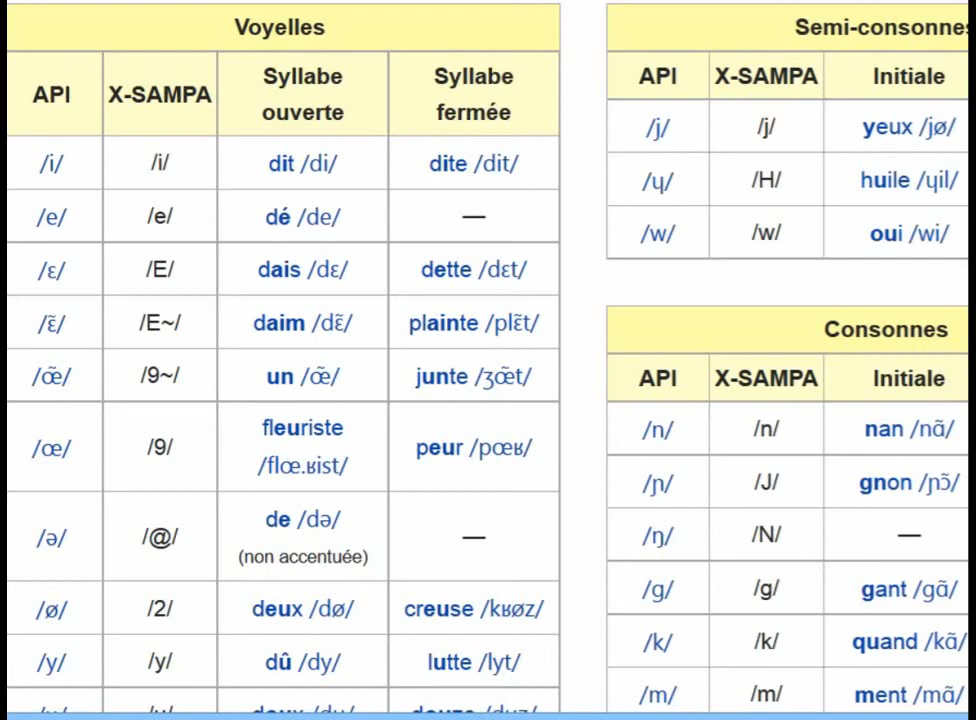 Voyelles
API X-SAMPA Syllabe ouverte Syllabe fermée
/i/ /i/ dit /di/ dite /dit/
/e/ /e/ dé /de/ —
/ɛ/ /E/ dais /dɛ/ dette /dɛt/
/ɛ̃/ /E~/ daim /dɛ̃/ plainte /plɛ̃t/
/œ̃/ /9~/ un /œ̃/ junte /ʒœ̃t/
/œ/ /9/ fleuriste /flœ.ʁist/ peur /pœʁ/
/ə/ /@/ de /də/ (non accentuée) —
/ø/ /2/ deux /dø/ creuse /kʁøz/
/y/ /y/ dû /dy/ lutte /lyt/
Semi-consonnes
API X-SAMPA Initiale
/j/ /j/ yeux /jø/
/ɥ/ /H/ huile /ɥil/
/w/ /w/ oui /wi/
Consonnes
API X-SAMPA Initiale
/n/ /n/ nan /nɑ̃/
/ɲ/ /J/ gnon /ɲɔ̃/
/ŋ/ /N/ —
/ɡ/ /g/ gant /ɡɑ̃/
/k/ /k/ quand /kɑ̃/
/m/ /m/ ment /mɑ̃/